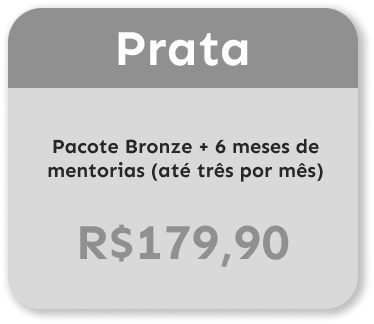 Prata
Pacote Bronze + 6 meses de
mentorias (até três por mês)
R$179,90